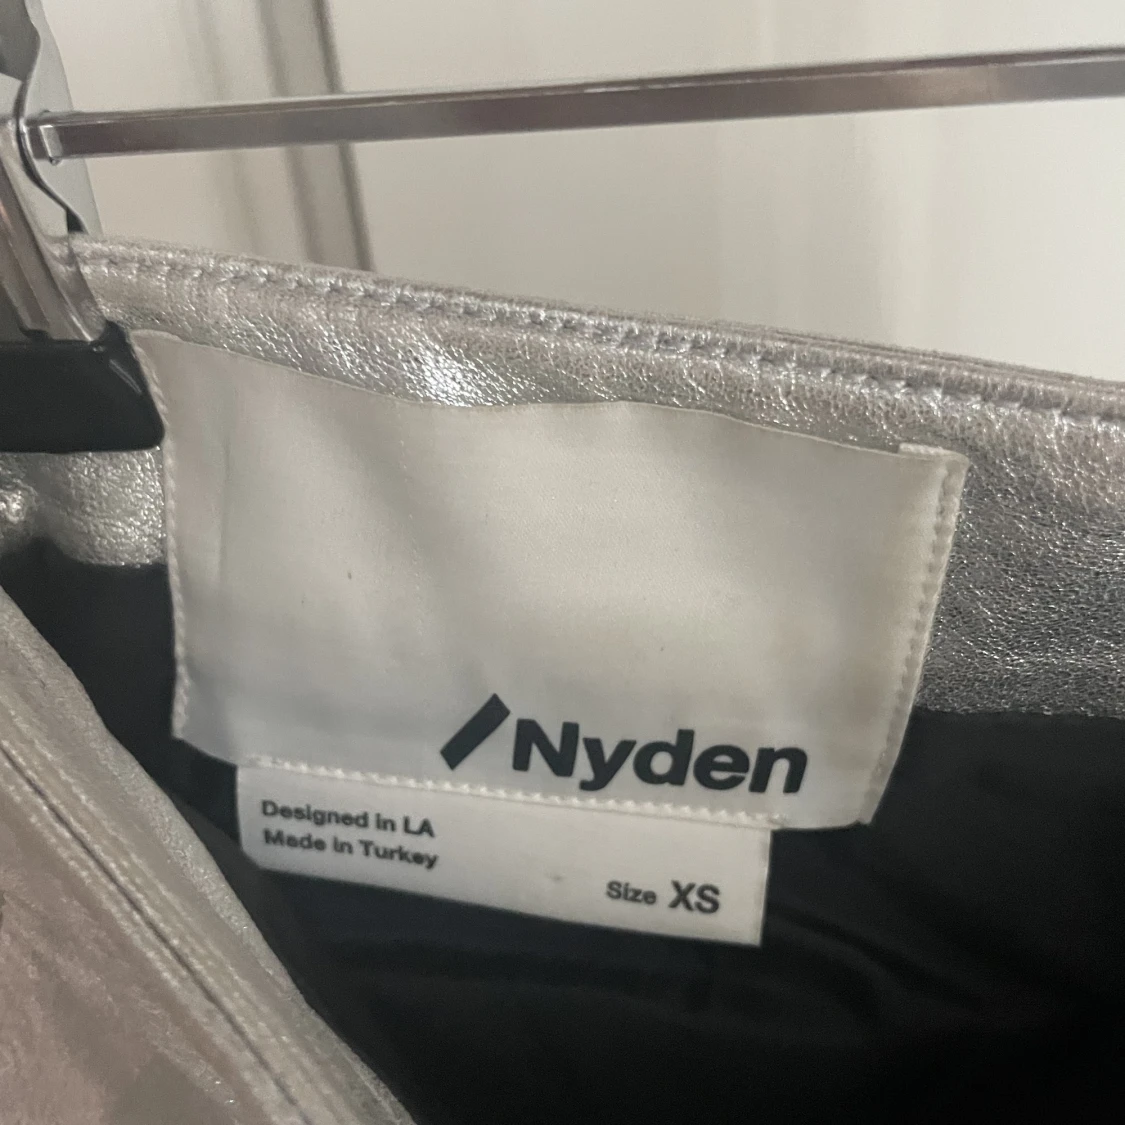 /Nyden
Designed in LA
Made in Turkey
Size XS